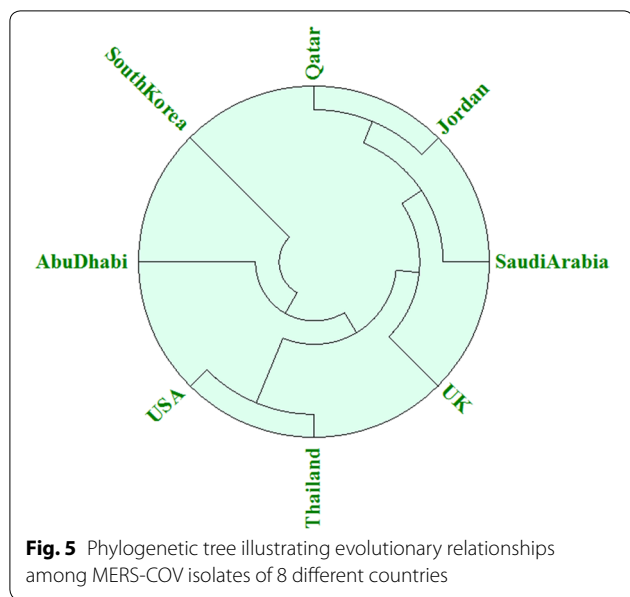 Qatar
SouthKorea
Jordan
AbuDhabi
SaudiArabia
USA
UK
Thailand
Fig. 5 Phylogenetic tree illustrating evolutionary relationships
among MERS-COV isolates of 8 different countries